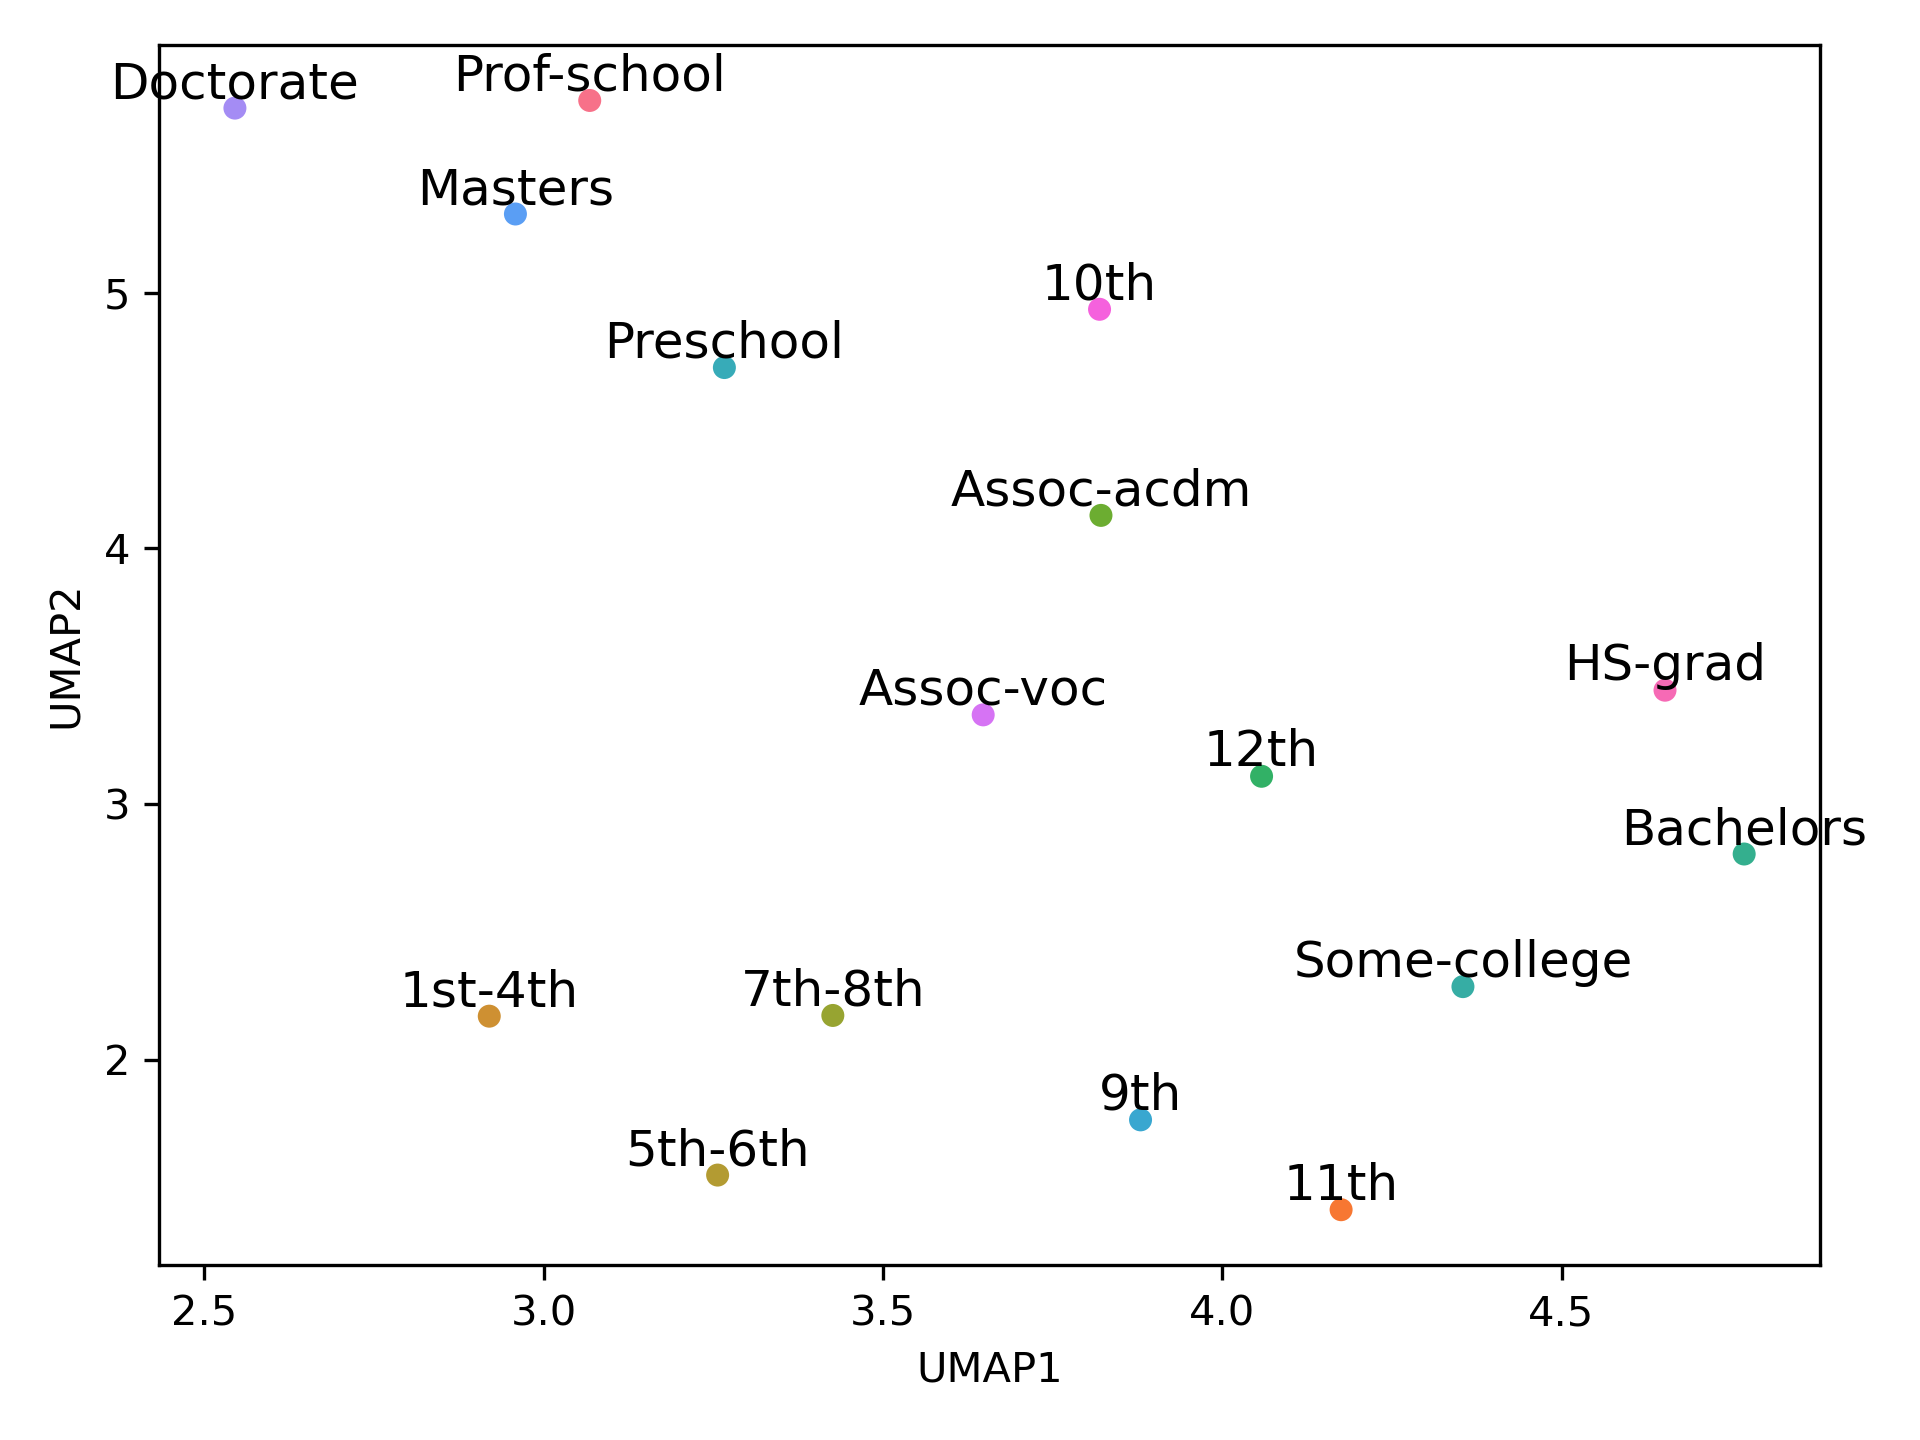 Prof-school
Doctorate
Masters
10th
5
Preschool
Assoc-acdm
4
UMAP2
HS-grad
Assoc-voc
12th
3
Bachelors
Some-college
1st-4th
7th-8th
2
9th
5th-6th
11th
2.5 3.0 3.5 4.0 4.5
UMAP1